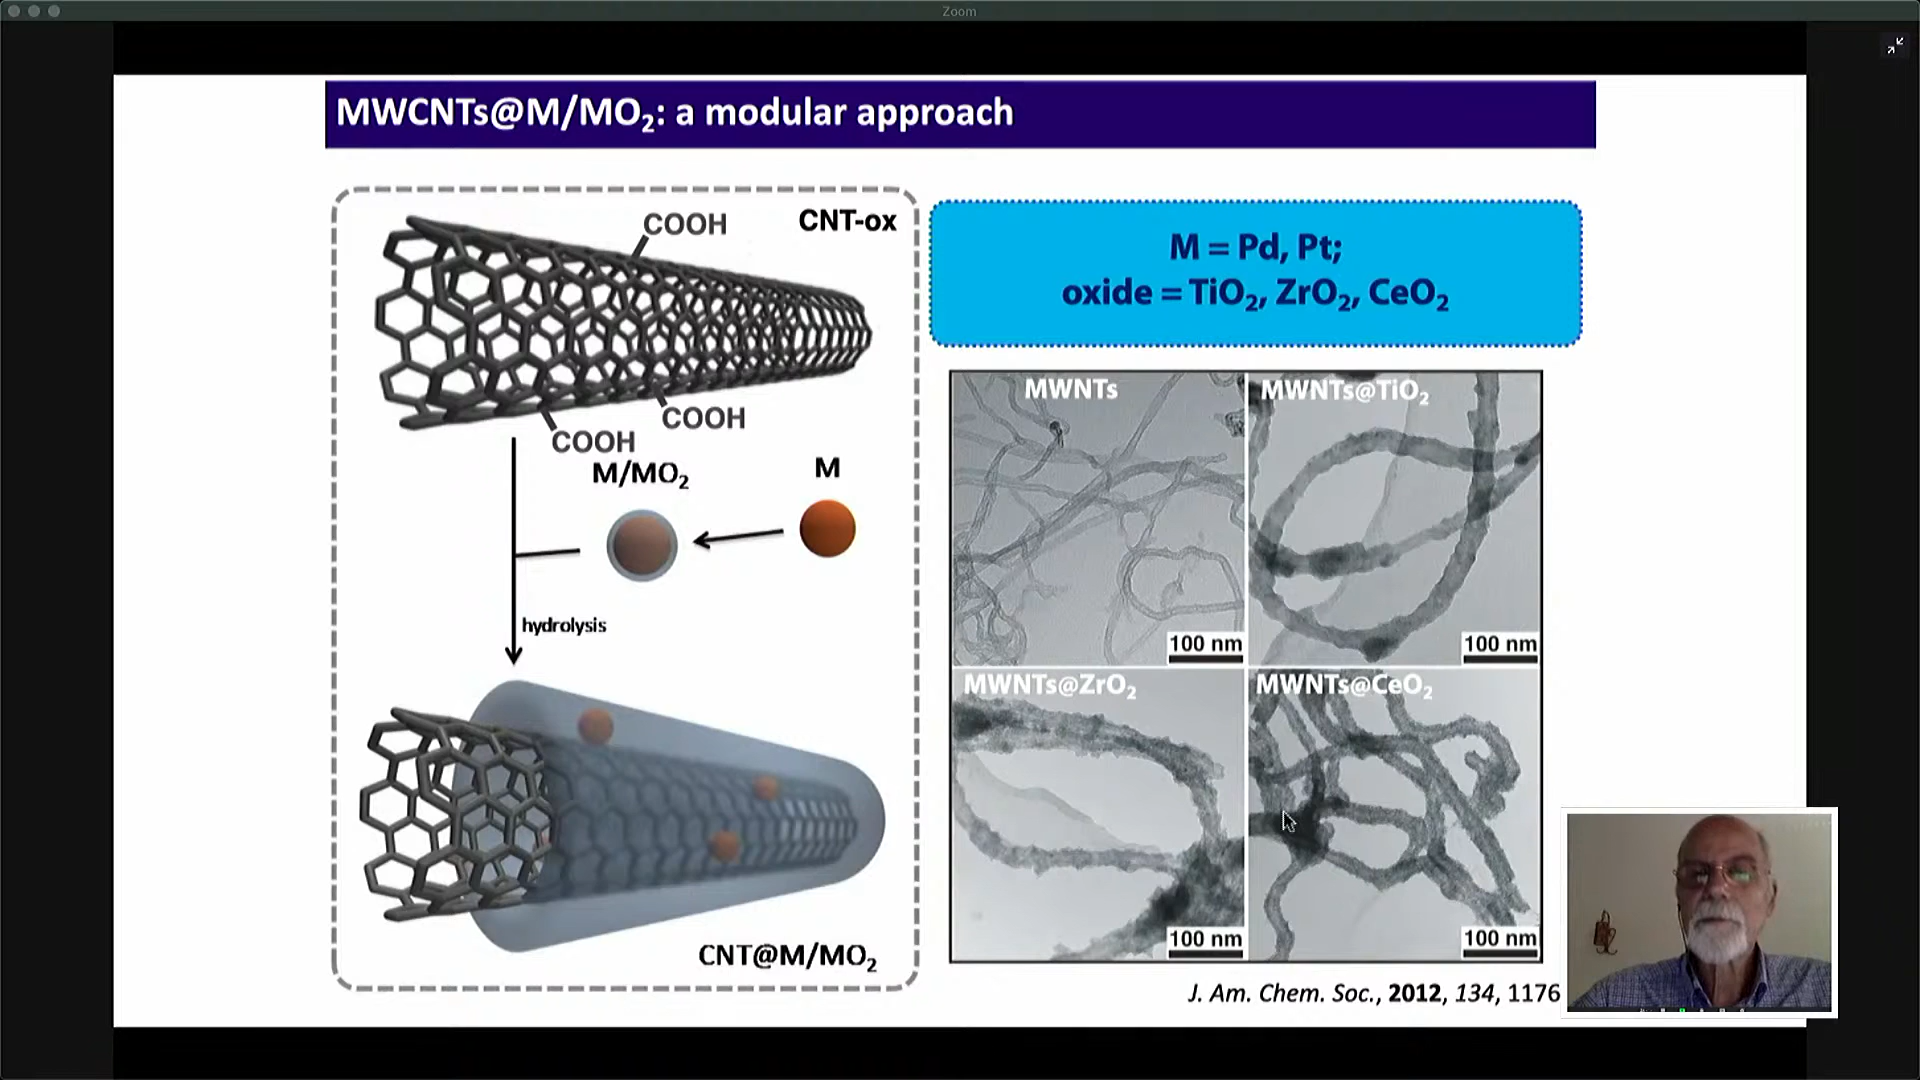 Zoom
MWCNTs@M/MO₂: a modular approach
COOH
CNT-ox
COOH
COOH
M/MO₂
M
hydrolysis
CNT@M/MO₂
M = Pd, Pt;
oxide = TiO₂, ZrO₂, CeO₂
MWNTs
MWNTs@TiO₂
100 nm
100 nm
MWNTs@ZrO₂
MWNTs@CeO₂
100 nm
100 nm
J. Am. Chem. Soc., 2012, 134, 1176